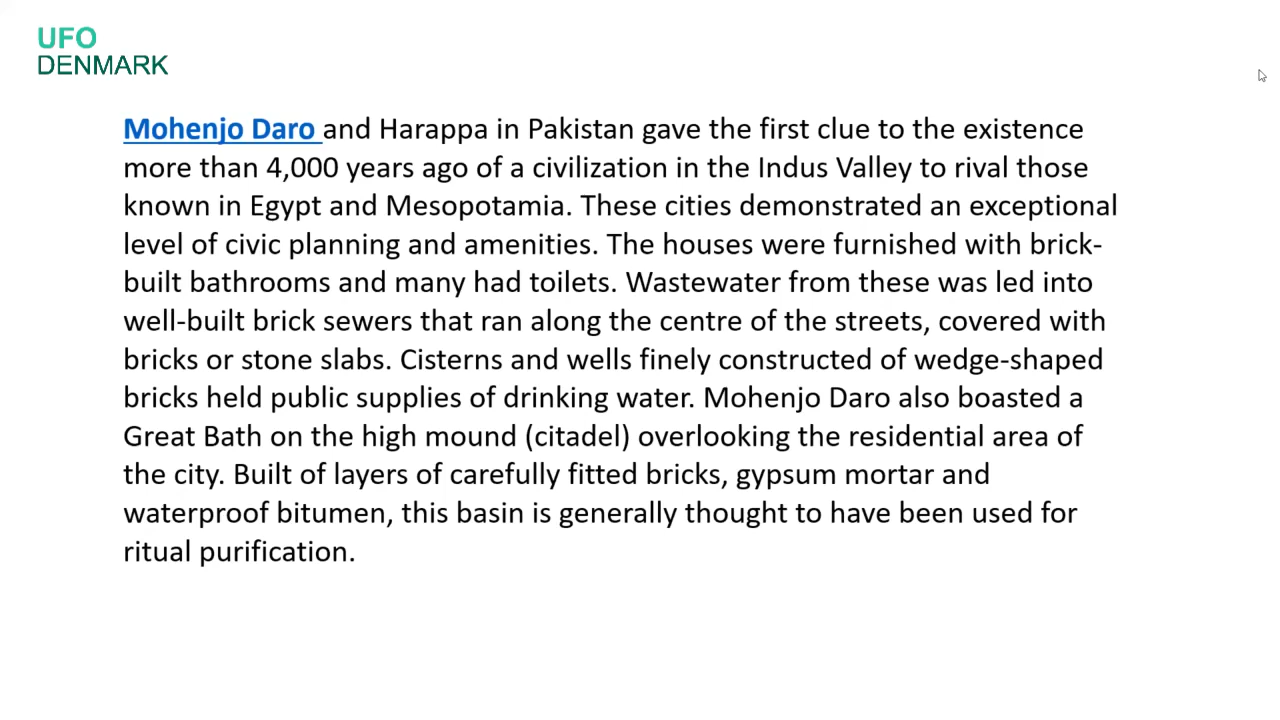 UFO
DENMARK
Mohenjo Daro and Harappa in Pakistan gave the first clue to the existence
more than 4,000 years ago of a civilization in the Indus Valley to rival those
known in Egypt and Mesopotamia. These cities demonstrated an exceptional
level of civic planning and amenities. The houses were furnished with brick-
built bathrooms and many had toilets. Wastewater from these was led into
well-built brick sewers that ran along the centre of the streets, covered with
bricks or stone slabs. Cisterns and wells finely constructed of wedge-shaped
bricks held public supplies of drinking water. Mohenjo Daro also boasted a
Great Bath on the high mound (citadel) overlooking the residential area of
the city. Built of layers of carefully fitted bricks, gypsum mortar and
waterproof bitumen, this basin is generally thought to have been used for
ritual purification.